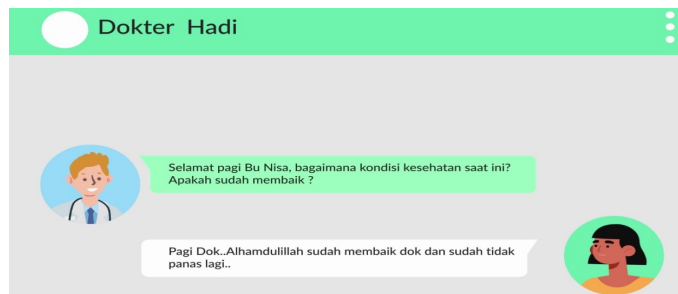 Dokter Hadi
Selamat pagi Bu Nisa, bagaimana kondisi kesehatan saat ini?
Apakah sudah membaik ?
Pagi Dok..Alhamdulillah sudah membaik dok dan sudah tidak
panas lagi..